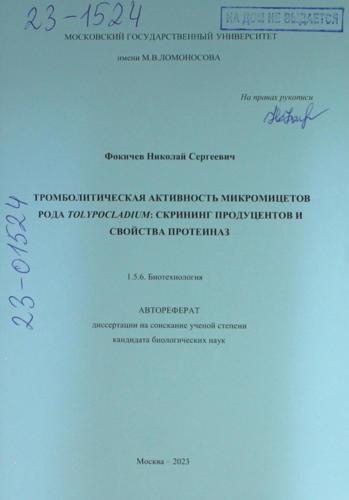 23-1524
НА ДОМ НЕ ВЫДАЕТСЯ
МОСКОВСКИЙ ГОСУДАРСТВЕННЫЙ УНИВЕРСИТЕТ
имени М.В.ЛОМОНОСОВА
На правах рукописи
Фокичев Николай Сергеевич
ТРОМБОЛИТИЧЕСКАЯ АКТИВНОСТЬ МИКРОМИЦЕТОВ
РОДА TOLYPOCLADIUM: СКРИНИНГ ПРОДУЦЕНТОВ И
СВОЙСТВА ПРОТЕИНАЗ
23-01524
1.5.6. Биотехнология
АВТОРЕФЕРАТ
диссертации на соискание ученой степени
кандидата биологических наук
Москва – 2023